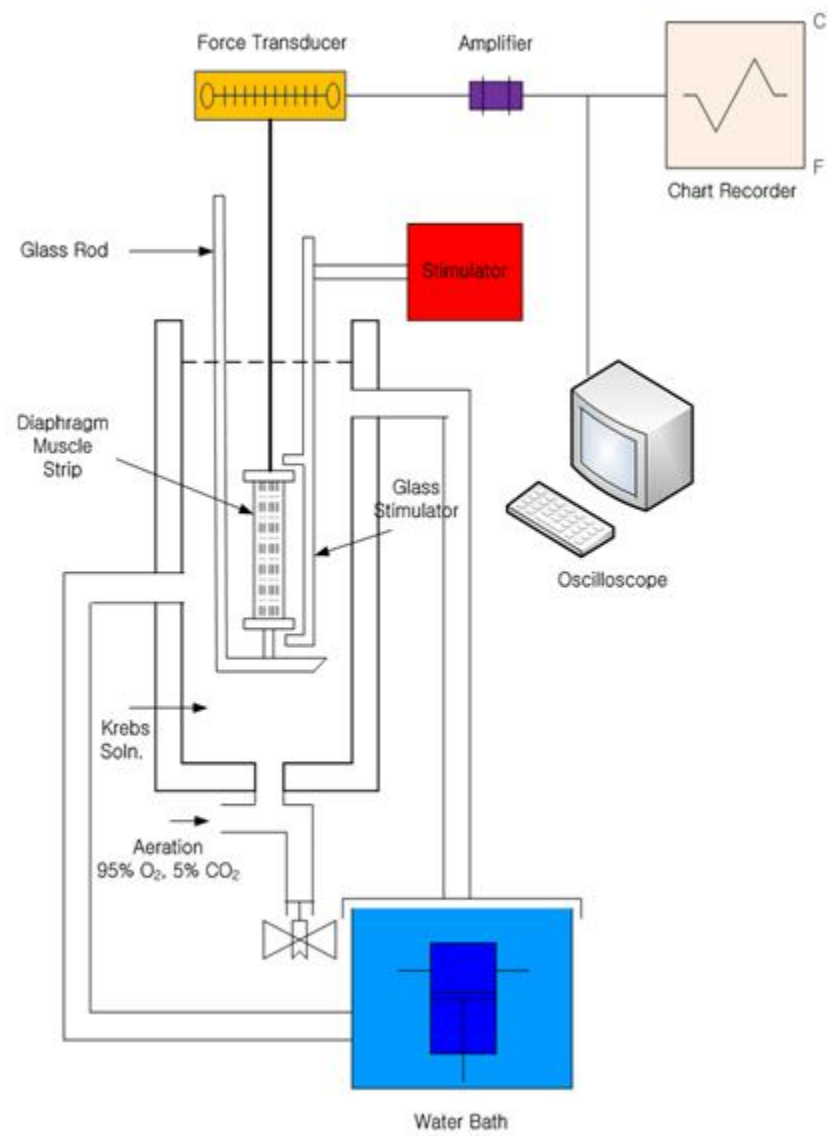 Force Transducer
Amplifier
C
F
Chart Recorder
Glass Rod
Stimulator
Diaphragm
Muscle
Strip
Glass
Stimulator
Oscilloscope
Krebs
Soln.
Aeration
95% O₂, 5% CO₂
Water Bath